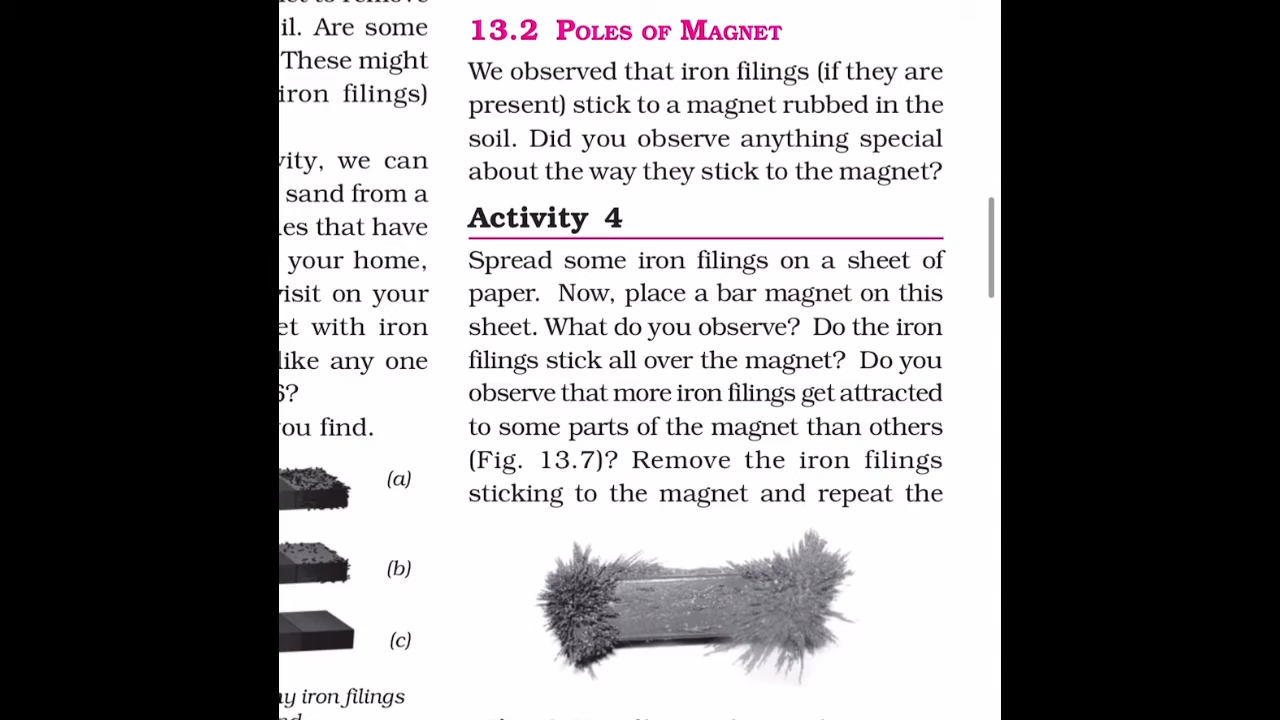 il. Are some
These might
iron filings)
we can
sand from a
that have
your home,
on your
with iron
like any one
find.
(a)
(b)
(c)
iron filings
13.2 POLES OF MAGNET
We observed that iron filings (if they are
present) stick to a magnet rubbed in the
soil. Did you observe anything special
about the way they stick to the magnet?
Activity 4
Spread some iron filings on a sheet of
paper. Now, place a bar magnet on this
sheet. What do you observe? Do the iron
filings stick all over the magnet? Do you
observe that more iron filings get attracted
to some parts of the magnet than others
(Fig. 13.7)? Remove the iron filings
sticking to the magnet and repeat the